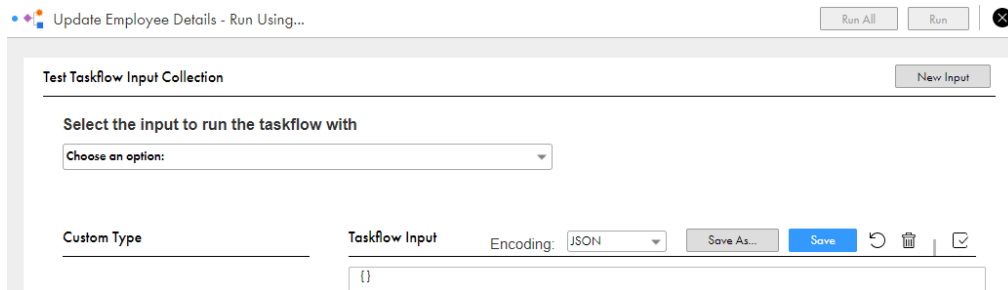 Update Employee Details - Run Using...
Run All
Run
Test Taskflow Input Collection
New Input
Select the input to run the taskflow with
Choose an option:
Custom Type
Taskflow Input
Encoding:
JSON
Save As...
Save
{}